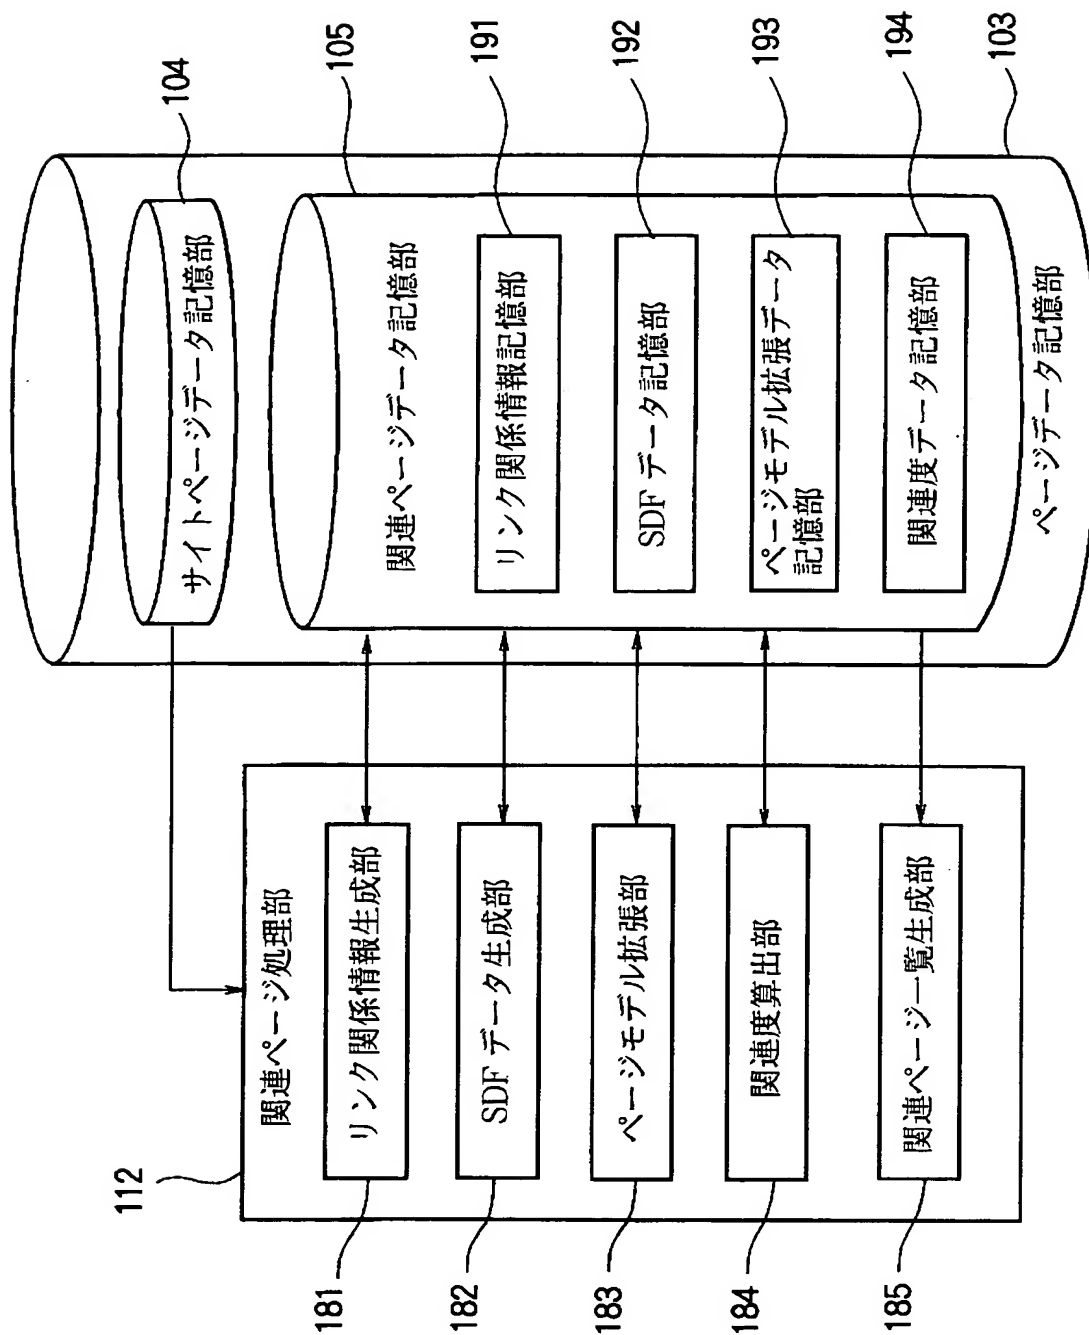 112
関連ページ処理部
181
リンク関係情報生成部
182
SDF データ生成部
183
ページモデル拡張部
184
関連度算出部
185
関連ページ一覧生成部
104
サイトページデータ記憶部
105
関連ページデータ記憶部
191
リンク関係情報記憶部
192
SDF データ記憶部
193
ページモデル拡張データ
記憶部
194
関連度データ記憶部
103
ページデータ記憶部